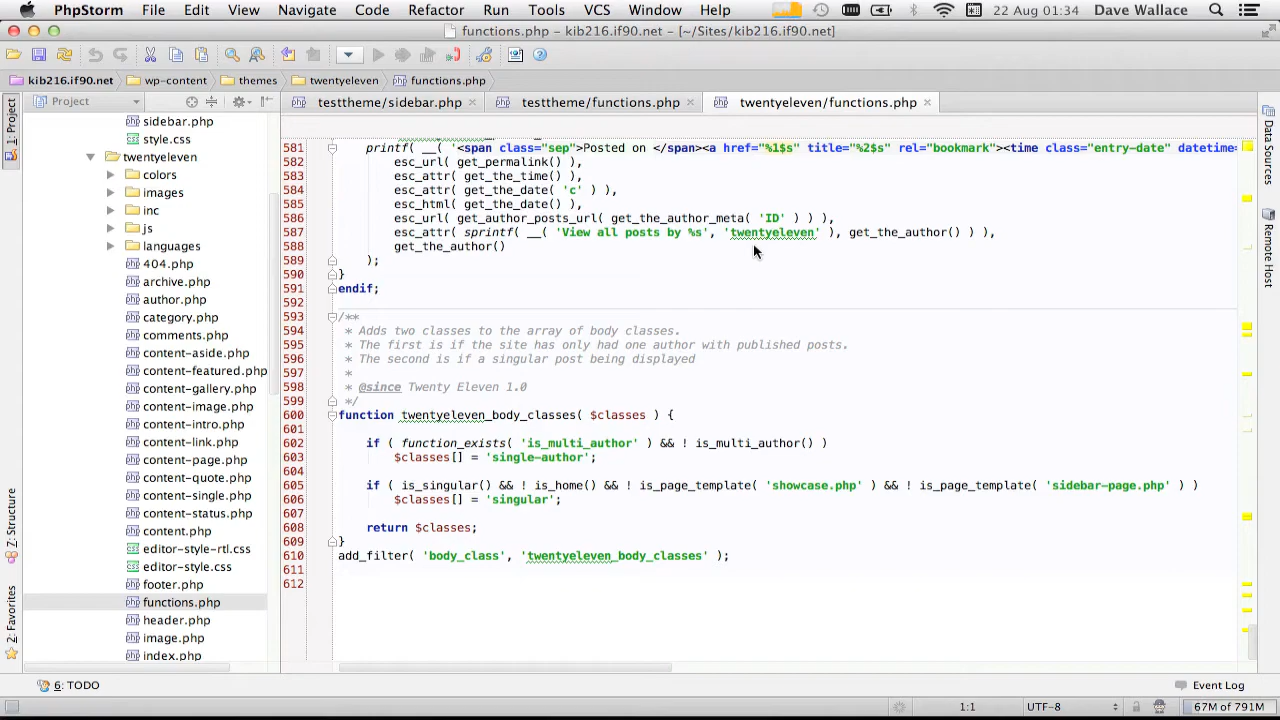 PhpStorm File Edit View Navigate Code Refactor Run Tools VCS Window Help 22 Aug 01:34 Dave Wallace
functions.php – kib216.if90.net – [~/Sites/kib216.if90.net]
kib216.if90.net wp-content themes twentyeleven functions.php
1: Project
Z: Structure
2: Favorites
Project
sidebar.php
style.css
twentyeleven
colors
images
inc
js
languages
404.php
archive.php
author.php
category.php
comments.php
content-aside.php
content-featured.php
content-gallery.php
content-image.php
content-intro.php
content-link.php
content-page.php
content-quote.php
content-single.php
content-status.php
content.php
editor-style-rtl.css
editor-style.css
footer.php
functions.php
header.php
image.php
index.php
testtheme/sidebar.php testtheme/functions.php twentyeleven/functions.php
581 printf( __( '<span class="sep">Posted on </span><a href="%1$s" title="%2$s" rel="bookmark"><time class="entry-date" datetime=
582 esc_url( get_permalink() ),
583 esc_attr( get_the_time() ),
584 esc_attr( get_the_date( 'c' ) ),
585 esc_html( get_the_date() ),
586 esc_url( get_author_posts_url( get_the_author_meta( 'ID' ) ) ),
587 esc_attr( sprintf( __( 'View all posts by %s', 'twentyeleven' ), get_the_author() ) ),
588 get_the_author()
589 );
590 }
591 endif;
592
593 /**
594 * Adds two classes to the array of body classes.
595 * The first is if the site has only had one author with published posts.
596 * The second is if a singular post being displayed
597 *
598 * @since Twenty Eleven 1.0
599 */
600 function twentyeleven_body_classes( $classes ) {
601
602 if ( function_exists( 'is_multi_author' ) && ! is_multi_author() )
603 $classes[] = 'single-author';
604
605 if ( is_singular() && ! is_home() && ! is_page_template( 'showcase.php' ) && ! is_page_template( 'sidebar-page.php' ) )
606 $classes[] = 'singular';
607
608 return $classes;
609 }
610 add_filter( 'body_class', 'twentyeleven_body_classes' );
611
612
Data Sources
Remote Host
6: TODO Event Log
1:1 UTF-8 67M of 791M